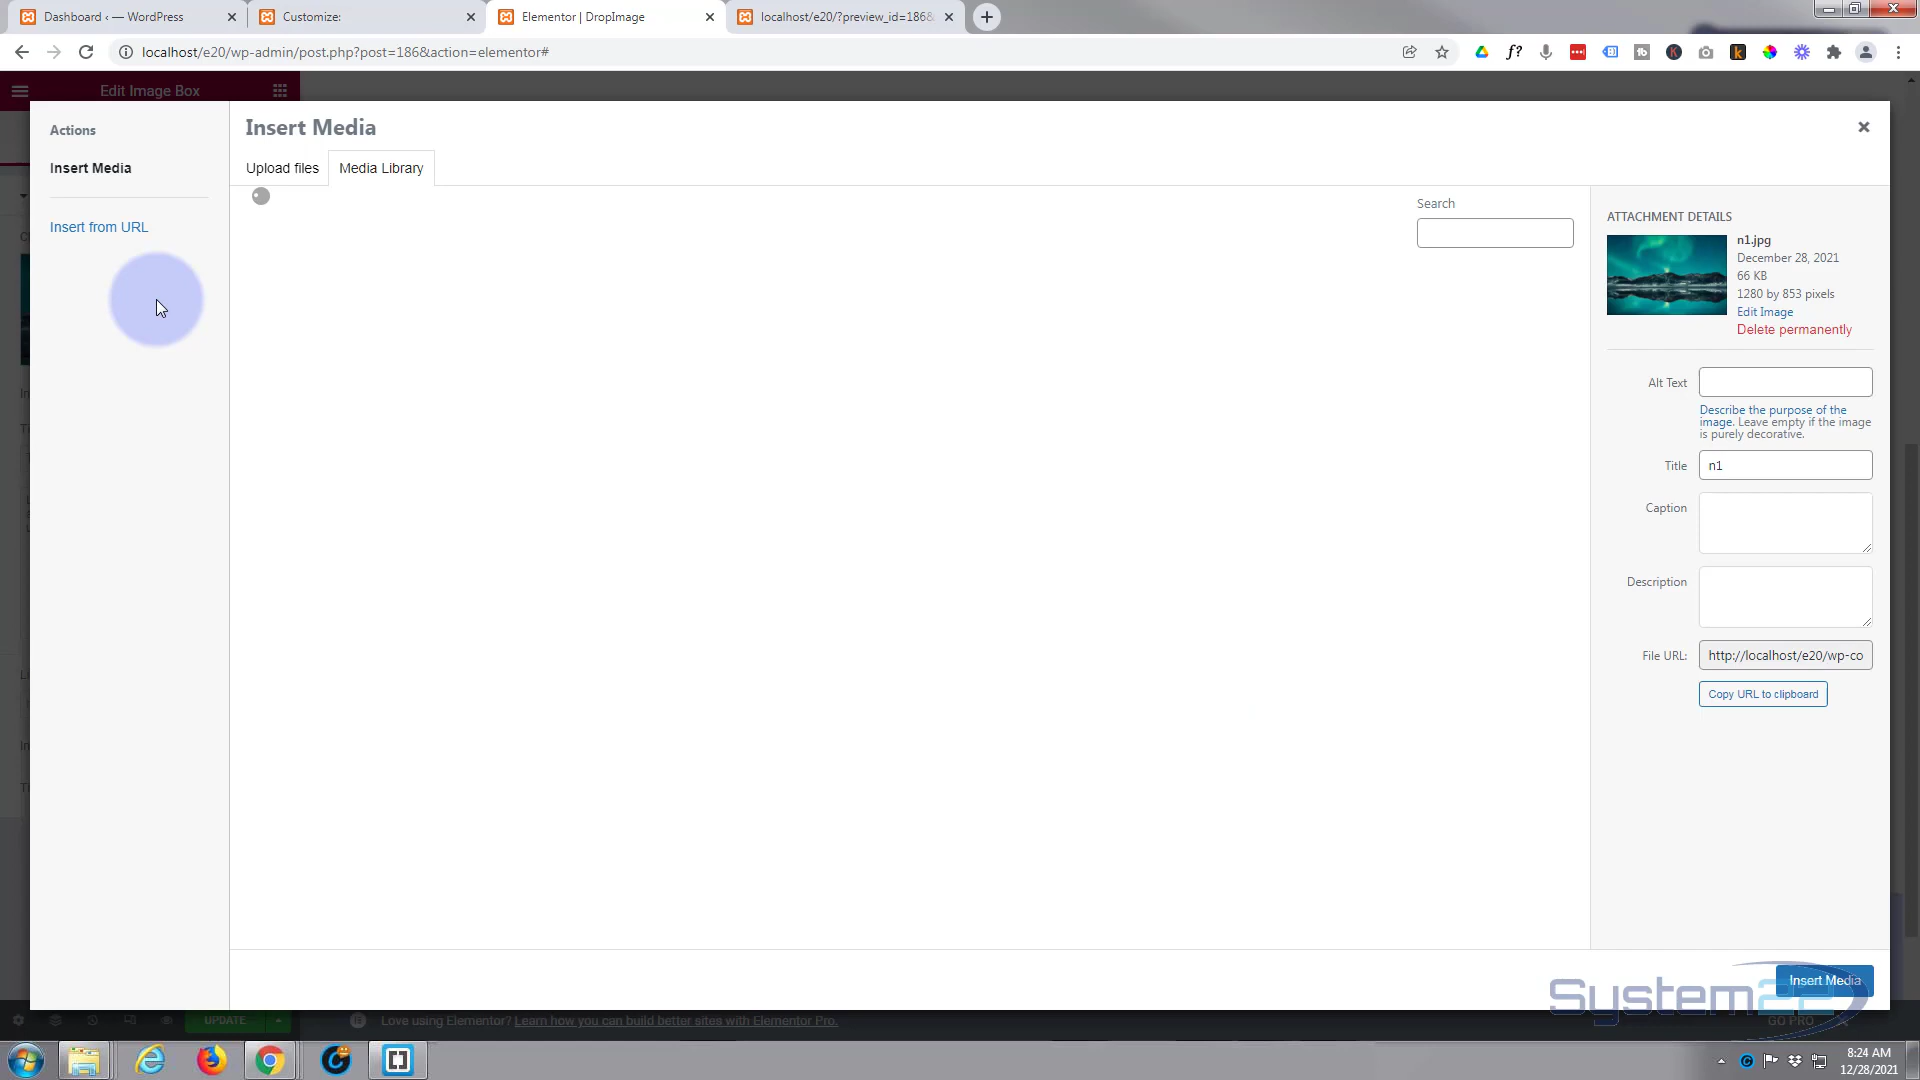 Dashboard ‹ — WordPress
Customize:
Elementor | DropImage
localhost/e20/?preview_id=186&
localhost/e20/wp-admin/post.php?post=186&action=elementor#
Edit Image Box
Actions
Insert Media
Insert from URL
Insert Media
Upload files
Media Library
Search
ATTACHMENT DETAILS
n1.jpg
December 28, 2021
66 KB
1280 by 853 pixels
Edit Image
Delete permanently
Alt Text
Describe the purpose of the
image. Leave empty if the image
is purely decorative.
Title
n1
Caption
Description
File URL:
http://localhost/e20/wp-co
Copy URL to clipboard
Insert Media
System22
UPDATE
Love using Elementor? Learn how you can build better sites with Elementor Pro.
GO PRO
8:24 AM
12/28/2021